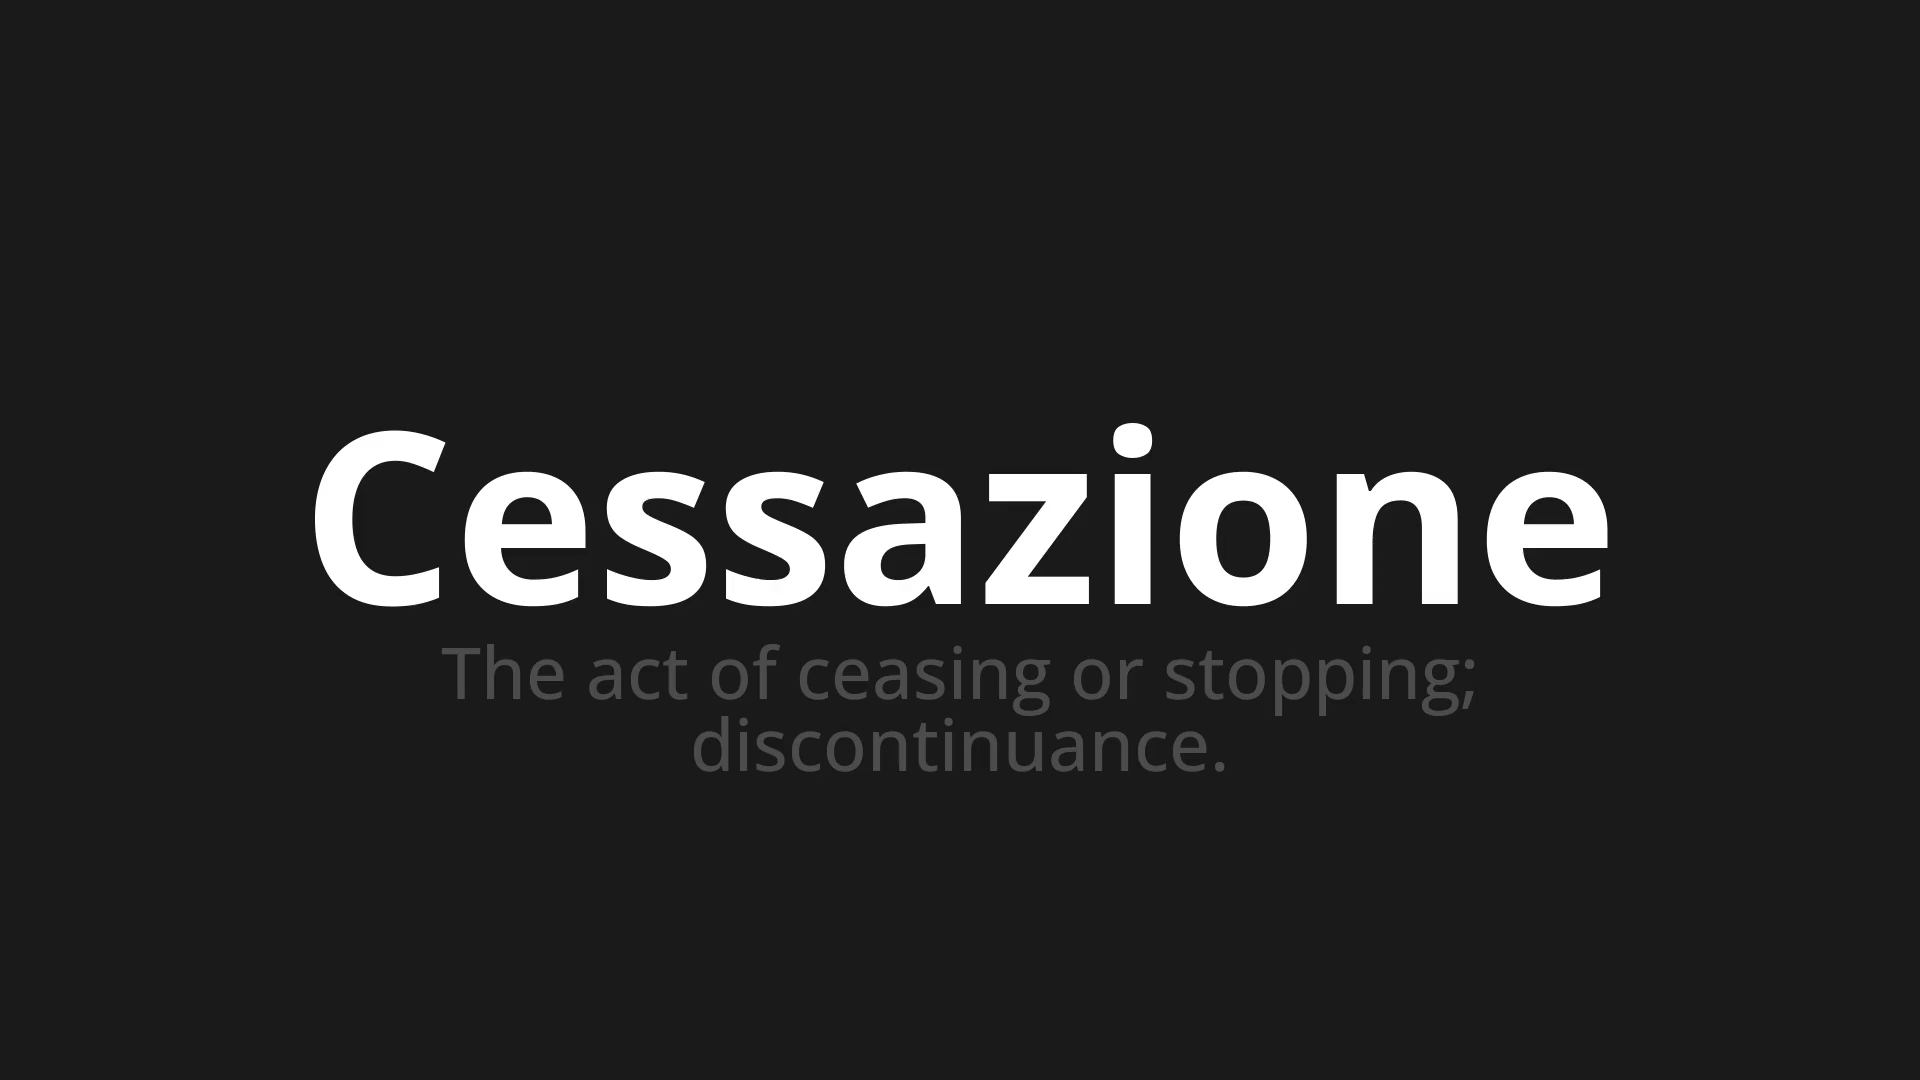 Cessazione
The act of ceasing or stopping;
discontinuance.